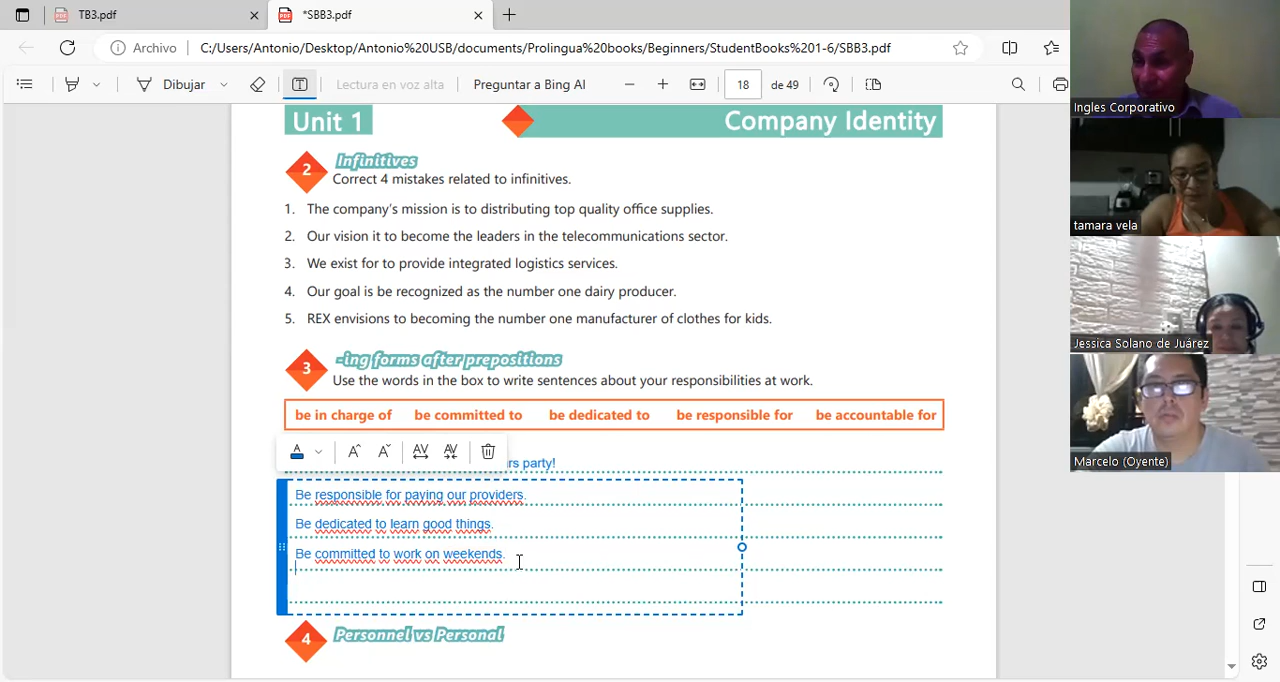 TB3.pdf
*SBB3.pdf
Archivo
C:/Users/Antonio/Desktop/Antonio%20USB/documents/Prolingua%20books/Beginners/StudentBooks%201-6/SBB3.pdf
Dibujar
Lectura en voz alta
Preguntar a Bing AI
18 de 49
Ingles Corporativo
Unit 1
Company Identity
2 Infinitives
Correct 4 mistakes related to infinitives.
1. The company's mission is to distributing top quality office supplies.
2. Our vision it to become the leaders in the telecommunications sector.
3. We exist for to provide integrated logistics services.
4. Our goal is be recognized as the number one dairy producer.
5. REX envisions to becoming the number one manufacturer of clothes for kids.
tamara vela
Jessica Solano de Juárez
3 -ing forms after prepositions
Use the words in the box to write sentences about your responsibilities at work.
be in charge of be committed to be dedicated to be responsible for be accountable for
party!
Be responsible for paying our providers.
Be dedicated to learn good things.
Be committed to work on weekends.
Marcelo (Oyente)
4 Personnel vs Personal